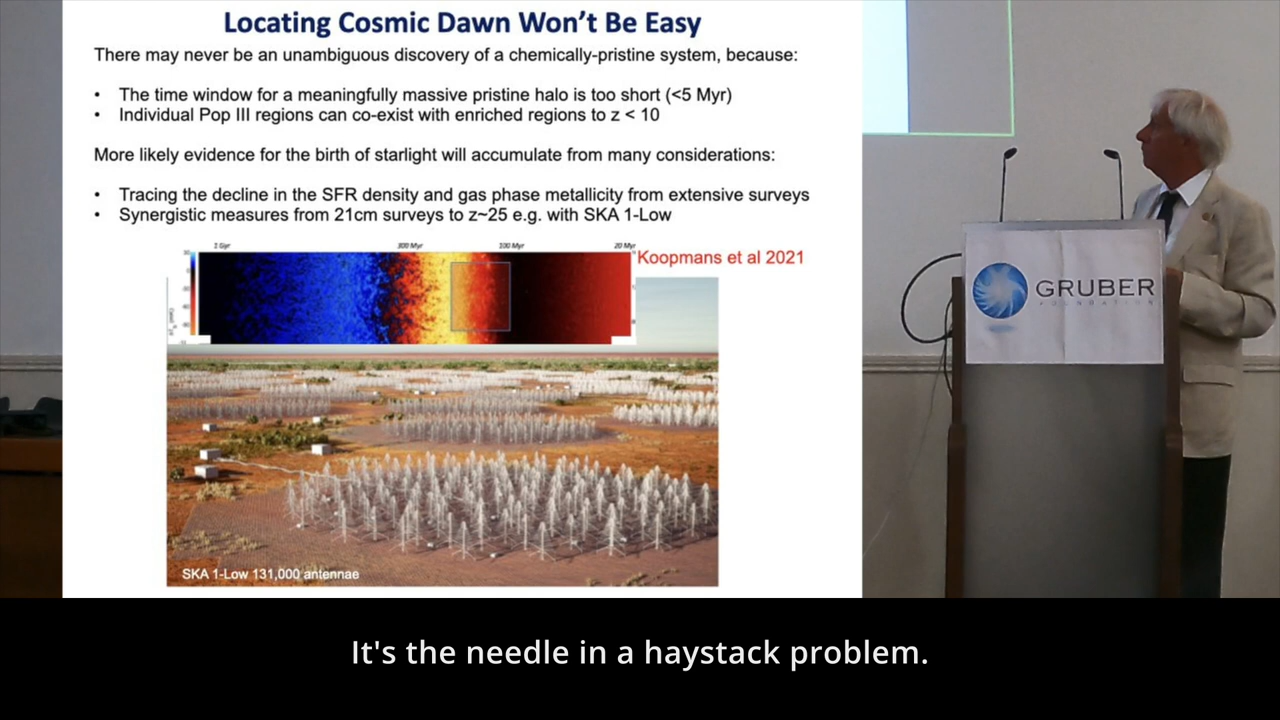 Locating Cosmic Dawn Won't Be Easy
There may never be an unambiguous discovery of a chemically-pristine system, because:
• The time window for a meaningfully massive pristine halo is too short (<5 Myr)
• Individual Pop III regions can co-exist with enriched regions to z < 10
More likely evidence for the birth of starlight will accumulate from many considerations:
• Tracing the decline in the SFR density and gas phase metallicity from extensive surveys
• Synergistic measures from 21cm surveys to z~25 e.g. with SKA 1-Low
1 Gyr 300 Myr 100 Myr 20 Myr
Koopmans et al 2021
SKA 1-Low 131,000 antennae
GRUBER
FOUNDATION
It's the needle in a haystack problem.